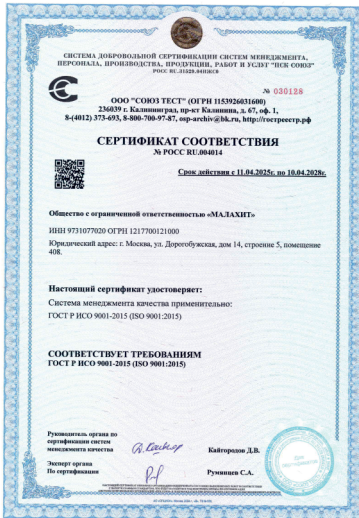 СИСТЕМА ДОБРОВОЛЬНОЙ СЕРТИФИКАЦИИ СИСТЕМ МЕНЕДЖМЕНТА,
ПЕРСОНАЛА, ПРОИЗВОДСТВА, ПРОДУКЦИИ, РАБОТ И УСЛУГ "ПСК СОЮЗ"
РОСС RU.31529.04ИЖС0
№ 030128
ООО "СОЮЗ ТЕСТ" (ОГРН 1153926031600)
236039 г. Калининград, пр-кт Калинина, д. 67, оф. 1,
8-(4012) 373-693, 8-800-700-97-87, osp-archiv@bk.ru, http://гостреестр.рф
СЕРТИФИКАТ СООТВЕТСТВИЯ
№ РОСС RU.004014
Срок действия с 11.04.2025г. по 10.04.2028г.
Общество с ограниченной ответственностью «МАЛАХИТ»
ИНН 9731077020 ОГРН 1217700121000
Юридический адрес: г. Москва, ул. Дорогобужская, дом 14, строение 5, помещение
408.
Настоящий сертификат удостоверяет:
Система менеджмента качества применительно:
ГОСТ Р ИСО 9001-2015 (ISO 9001:2015)
СООТВЕТСТВУЕТ ТРЕБОВАНИЯМ
ГОСТ Р ИСО 9001-2015 (ISO 9001:2015)
Руководитель органа по
сертификации систем
менеджмента качества
Кайгородов Д.В.
Эксперт органа
По сертификации
Румянцев С.А.